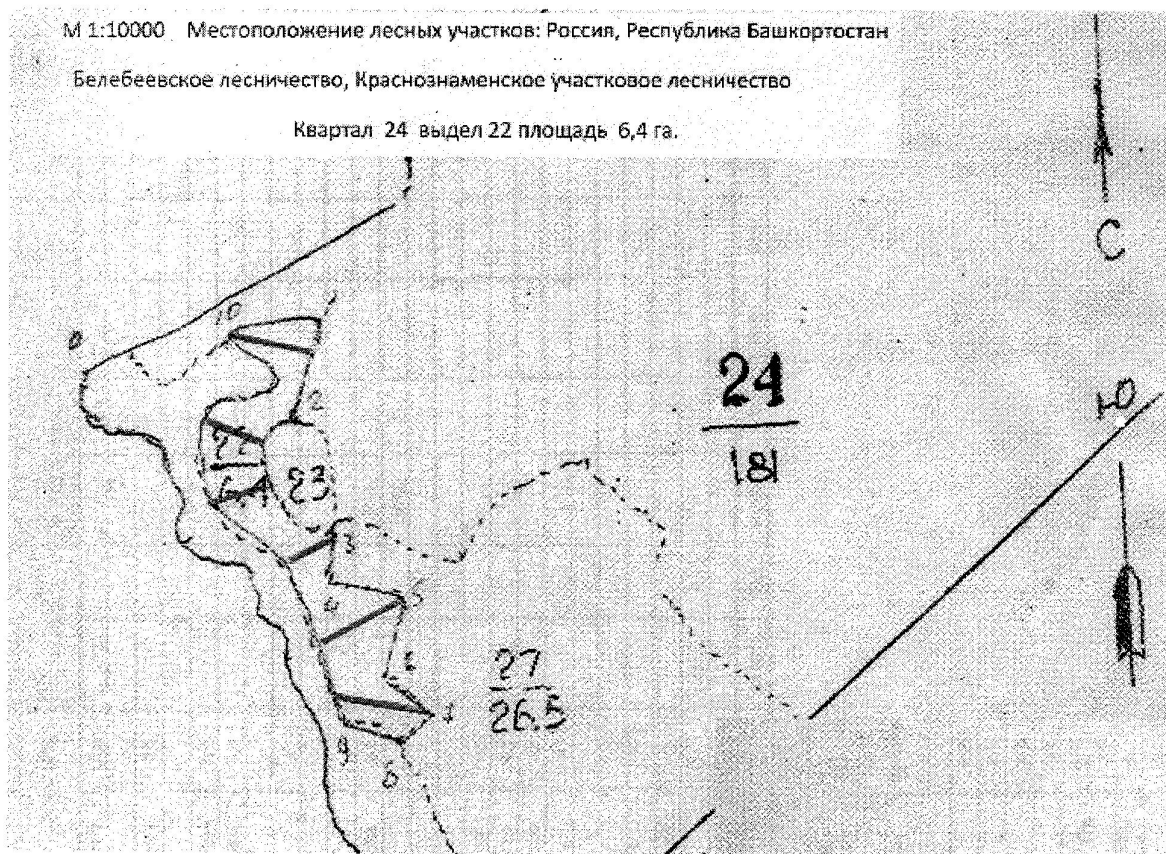 М 1:10000 Местоположение лесных участков: Россия, Республика Башкортостан
Белебеевское лесничество, Краснознаменское участковое лесничество
Квартал 24 выдел 22 площадь 6,4 га.
С
10
0
24
181
Ю
2
22
23
3
5
27
26.5
9